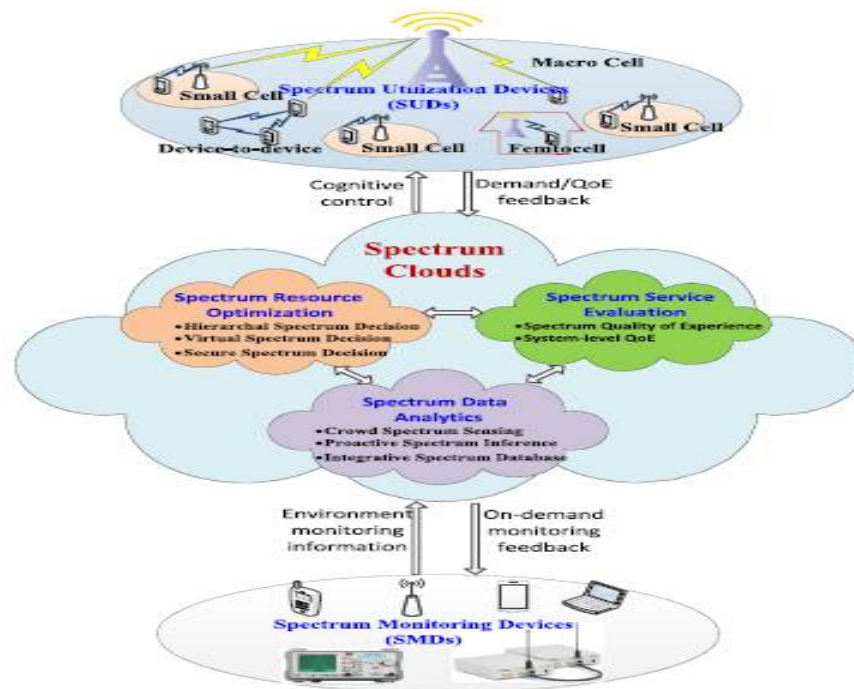 Macro Cell
Small Cell
Spectrum Utilization Devices
(SUDs)
Small Cell
Device-to-device
Small Cell
Femtocell
Cognitive
control
Demand/QoE
feedback
Spectrum
Clouds
Spectrum Resource
Optimization
•Hierarchal Spectrum Decision
•Virtual Spectrum Decision
•Secure Spectrum Decision
Spectrum Service
Evaluation
•Spectrum Quality of Experience
•System-level QoE
Spectrum Data
Analytics
•Crowd Spectrum Sensing
•Proactive Spectrum Inference
•Integrative Spectrum Database
Environment
monitoring
information
On-demand
monitoring
feedback
Spectrum Monitoring Devices
(SMDs)